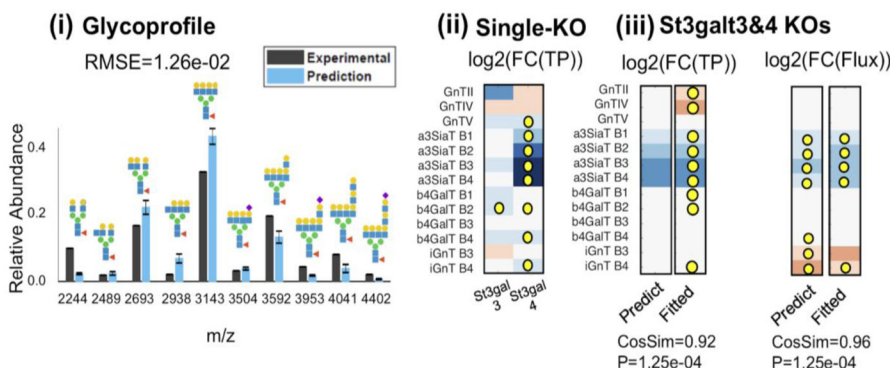 (i) Glycoprofile
RMSE=1.26e-02
Experimental
Prediction
Relative Abundance
0.4
0.2
0.0
2244 2489 2693 2938 3143 3504 3592 3953 4041 4402
m/z
(ii) Single-KO
log2(FC(TP))
GnTII
GnTIV
GnTV
a3SiaT B1
a3SiaT B2
a3SiaT B3
a3SiaT B4
b4GalT B1
b4GalT B2
b4GalT B3
b4GalT B4
iGnT B3
iGnT B4
St3gal 3
St3gal 4
(iii) St3galt3&4 KOs
log2(FC(TP))
log2(FC(Flux))
GnTII
GnTIV
GnTV
a3SiaT B1
a3SiaT B2
a3SiaT B3
a3SiaT B4
b4GalT B1
b4GalT B2
b4GalT B3
b4GalT B4
iGnT B3
iGnT B4
Predict
Fitted
Predict
Fitted
CosSim=0.92
P=1.25e-04
CosSim=0.96
P=1.25e-04